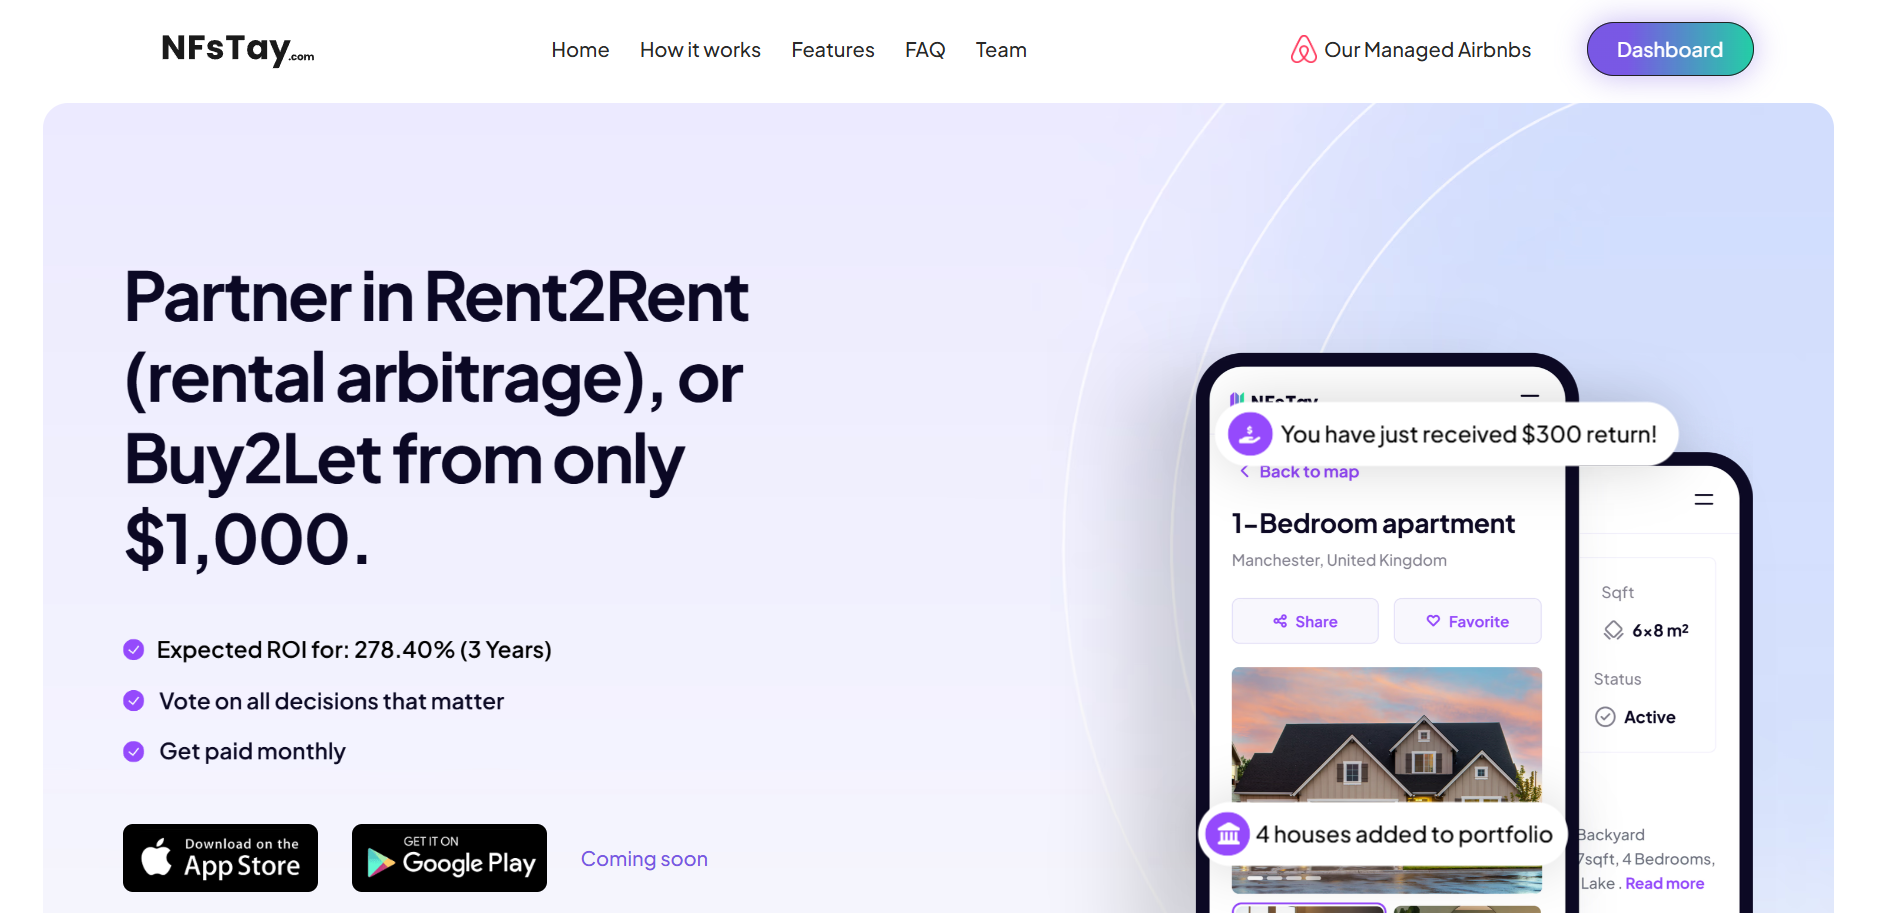 NFsTay.com
Home
How it works
Features
FAQ
Team
Our Managed Airbnbs
Dashboard
Partner in Rent2Rent
(rental arbitrage), or
Buy2Let from only
$1,000.
Expected ROI for: 278.40% (3 Years)
Vote on all decisions that matter
Get paid monthly
Download on the
App Store
GET IT ON
Google Play
Coming soon
NFsTay
You have just received $300 return!
Back to map
1-Bedroom apartment
Manchester, United Kingdom
Share
Favorite
4 houses added to portfolio
Sqft
6×8 m²
Status
Active
Backyard
7sqft, 4 Bedrooms,
Lake . Read more